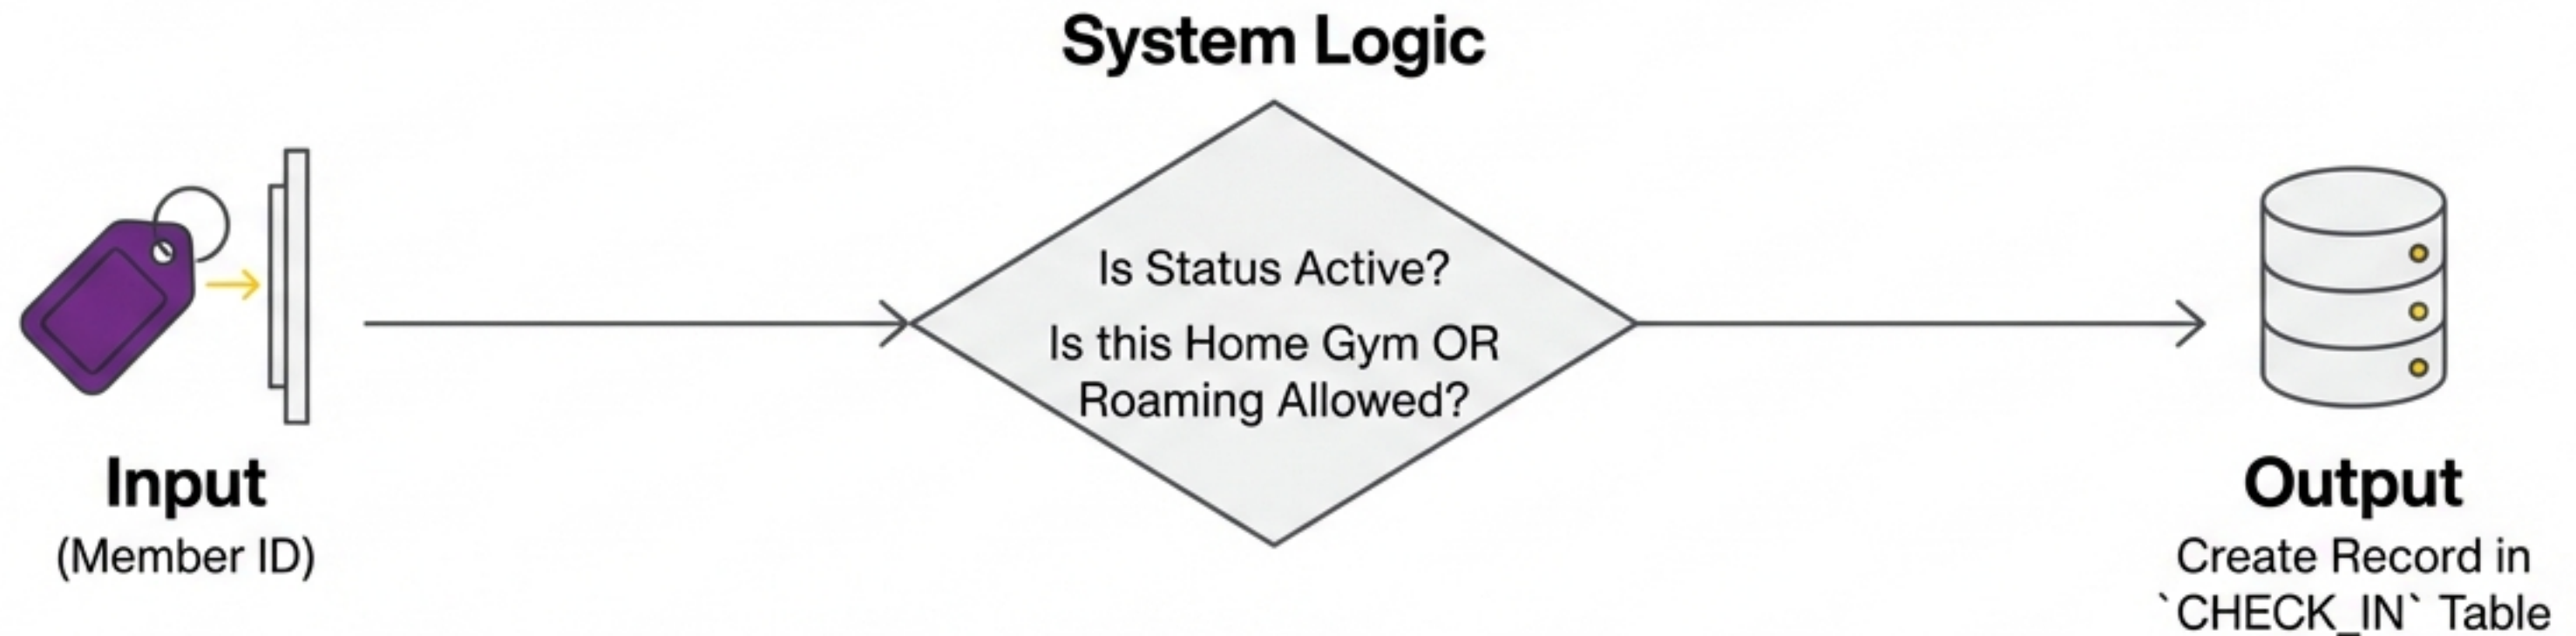 System Logic
Is Status Active?
Is this Home Gym OR
Roaming Allowed?
Input
(Member ID)
Output
Create Record in
`CHECK_IN` Table